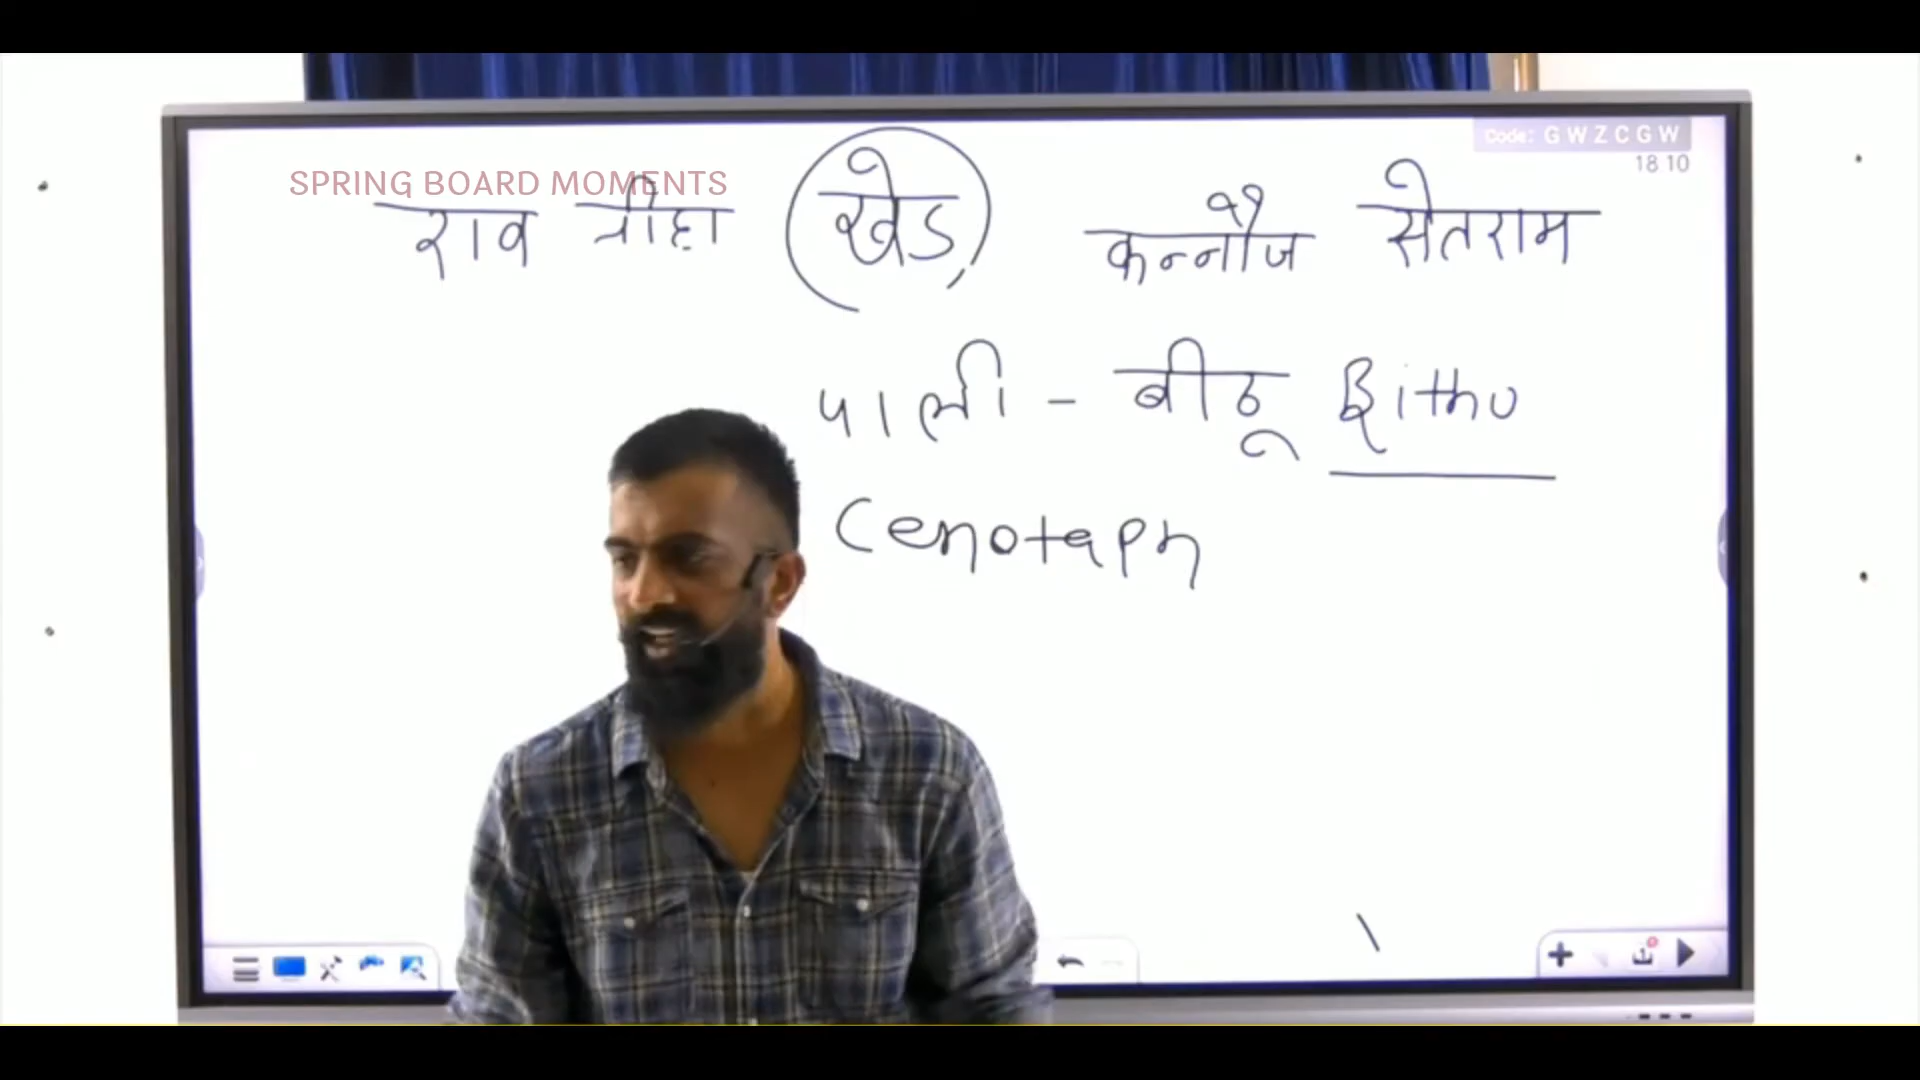 Code: GWZCGW
18 10
SPRING BOARD MOMENTS
राव सीहा खेड़ कन्नौज सेतराम
पाली - बीठू Bithu
Cenotaph